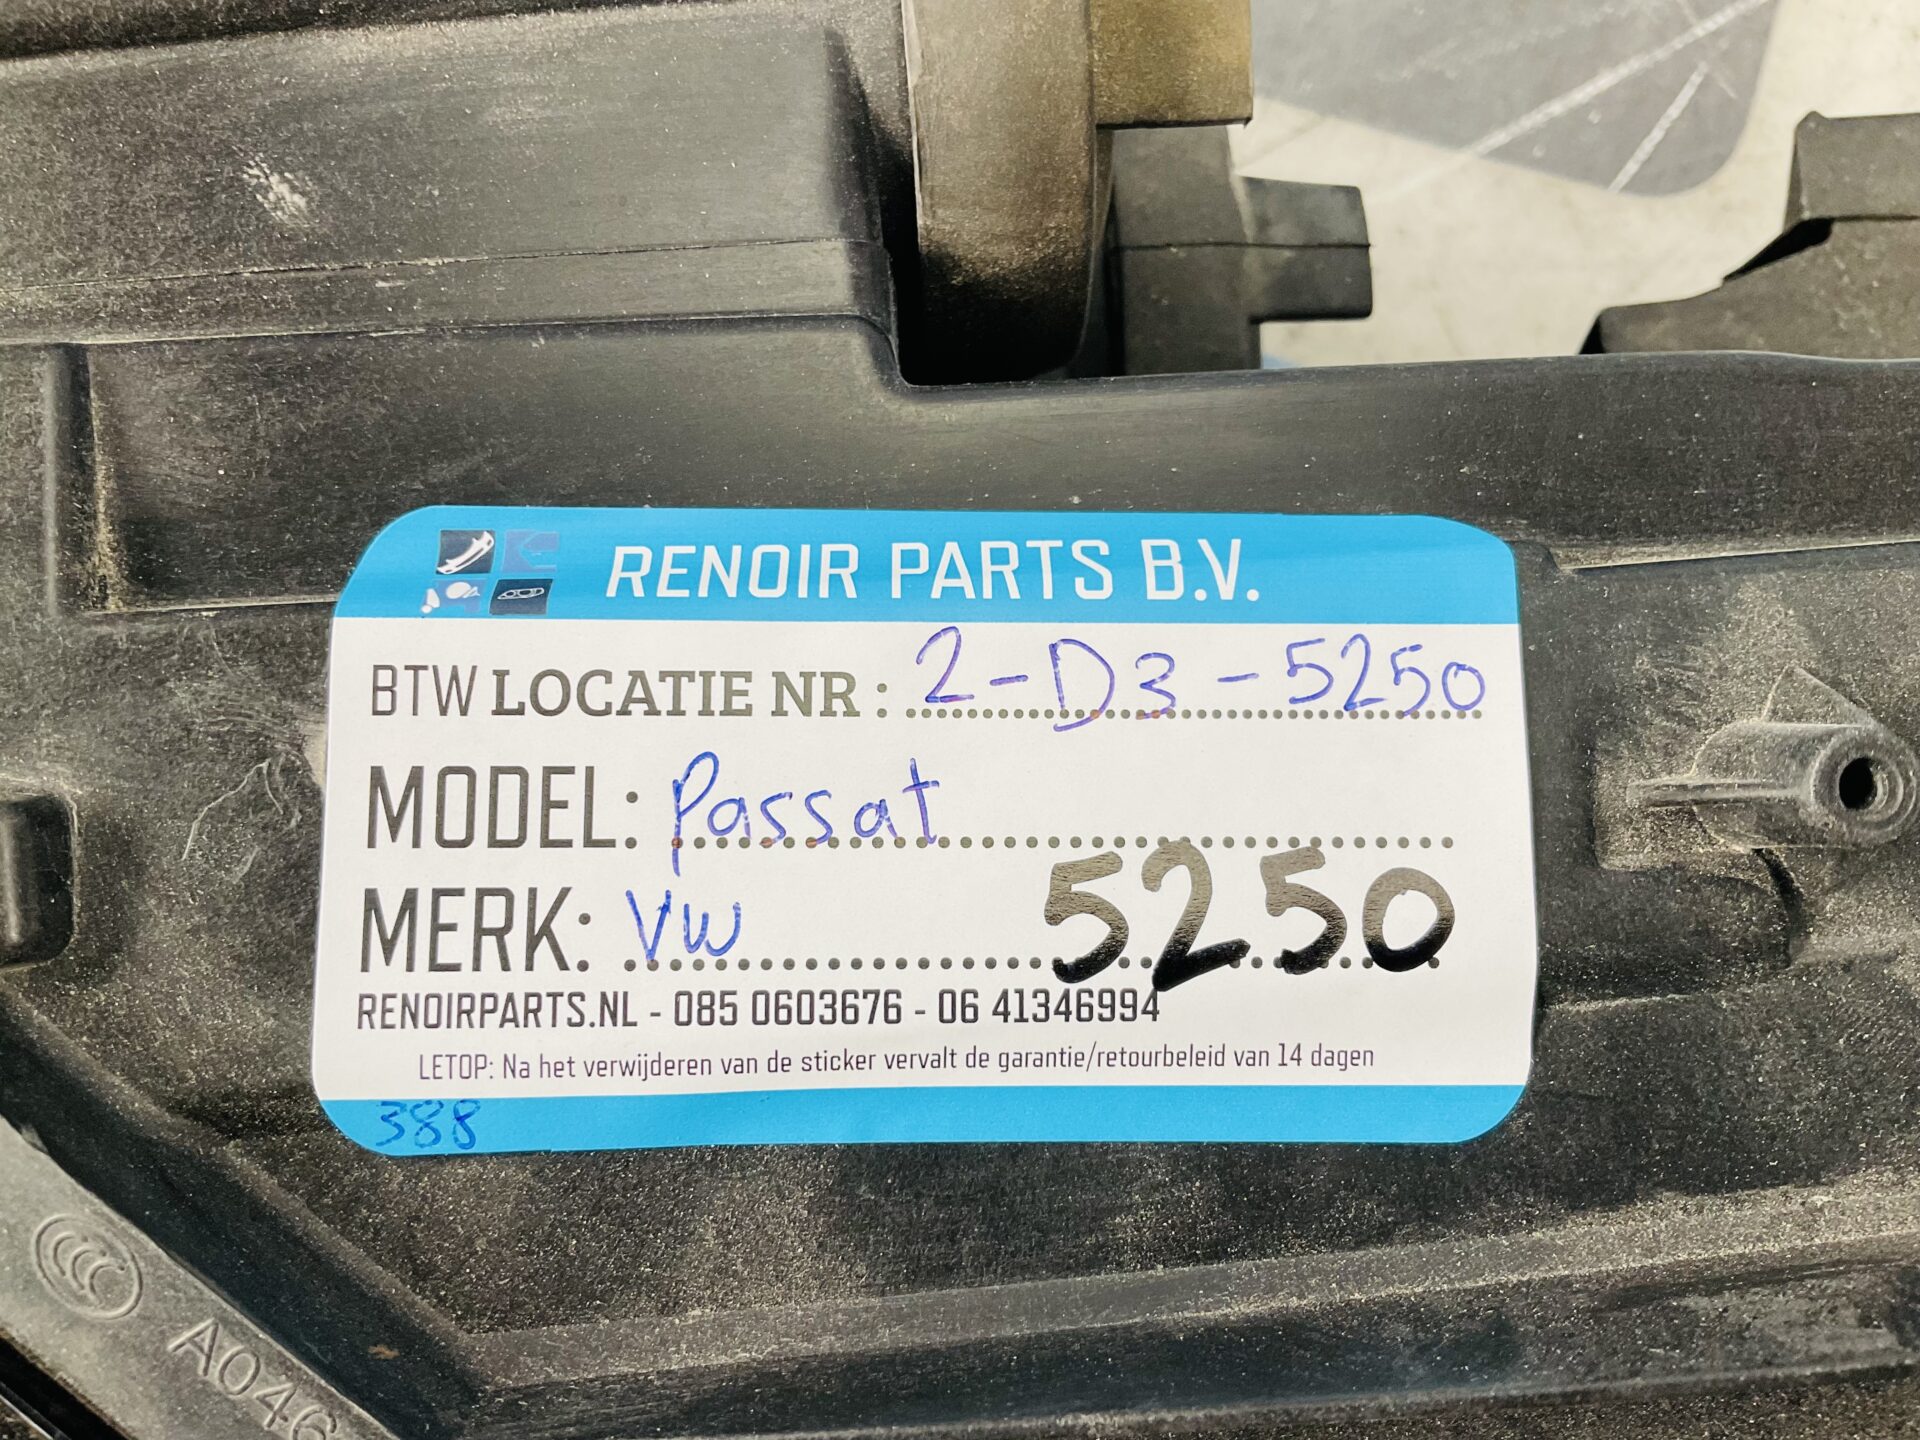 RENOIR PARTS B.V.
BTW LOCATIE NR: 2-D3-5250
MODEL: Passat
MERK: VW 5250
RENOIRPARTS.NL - 085 0603676 - 06 41346994
LETOP: Na het verwijderen van de sticker vervalt de garantie/retourbeleid van 14 dagen
388
CCC
A046